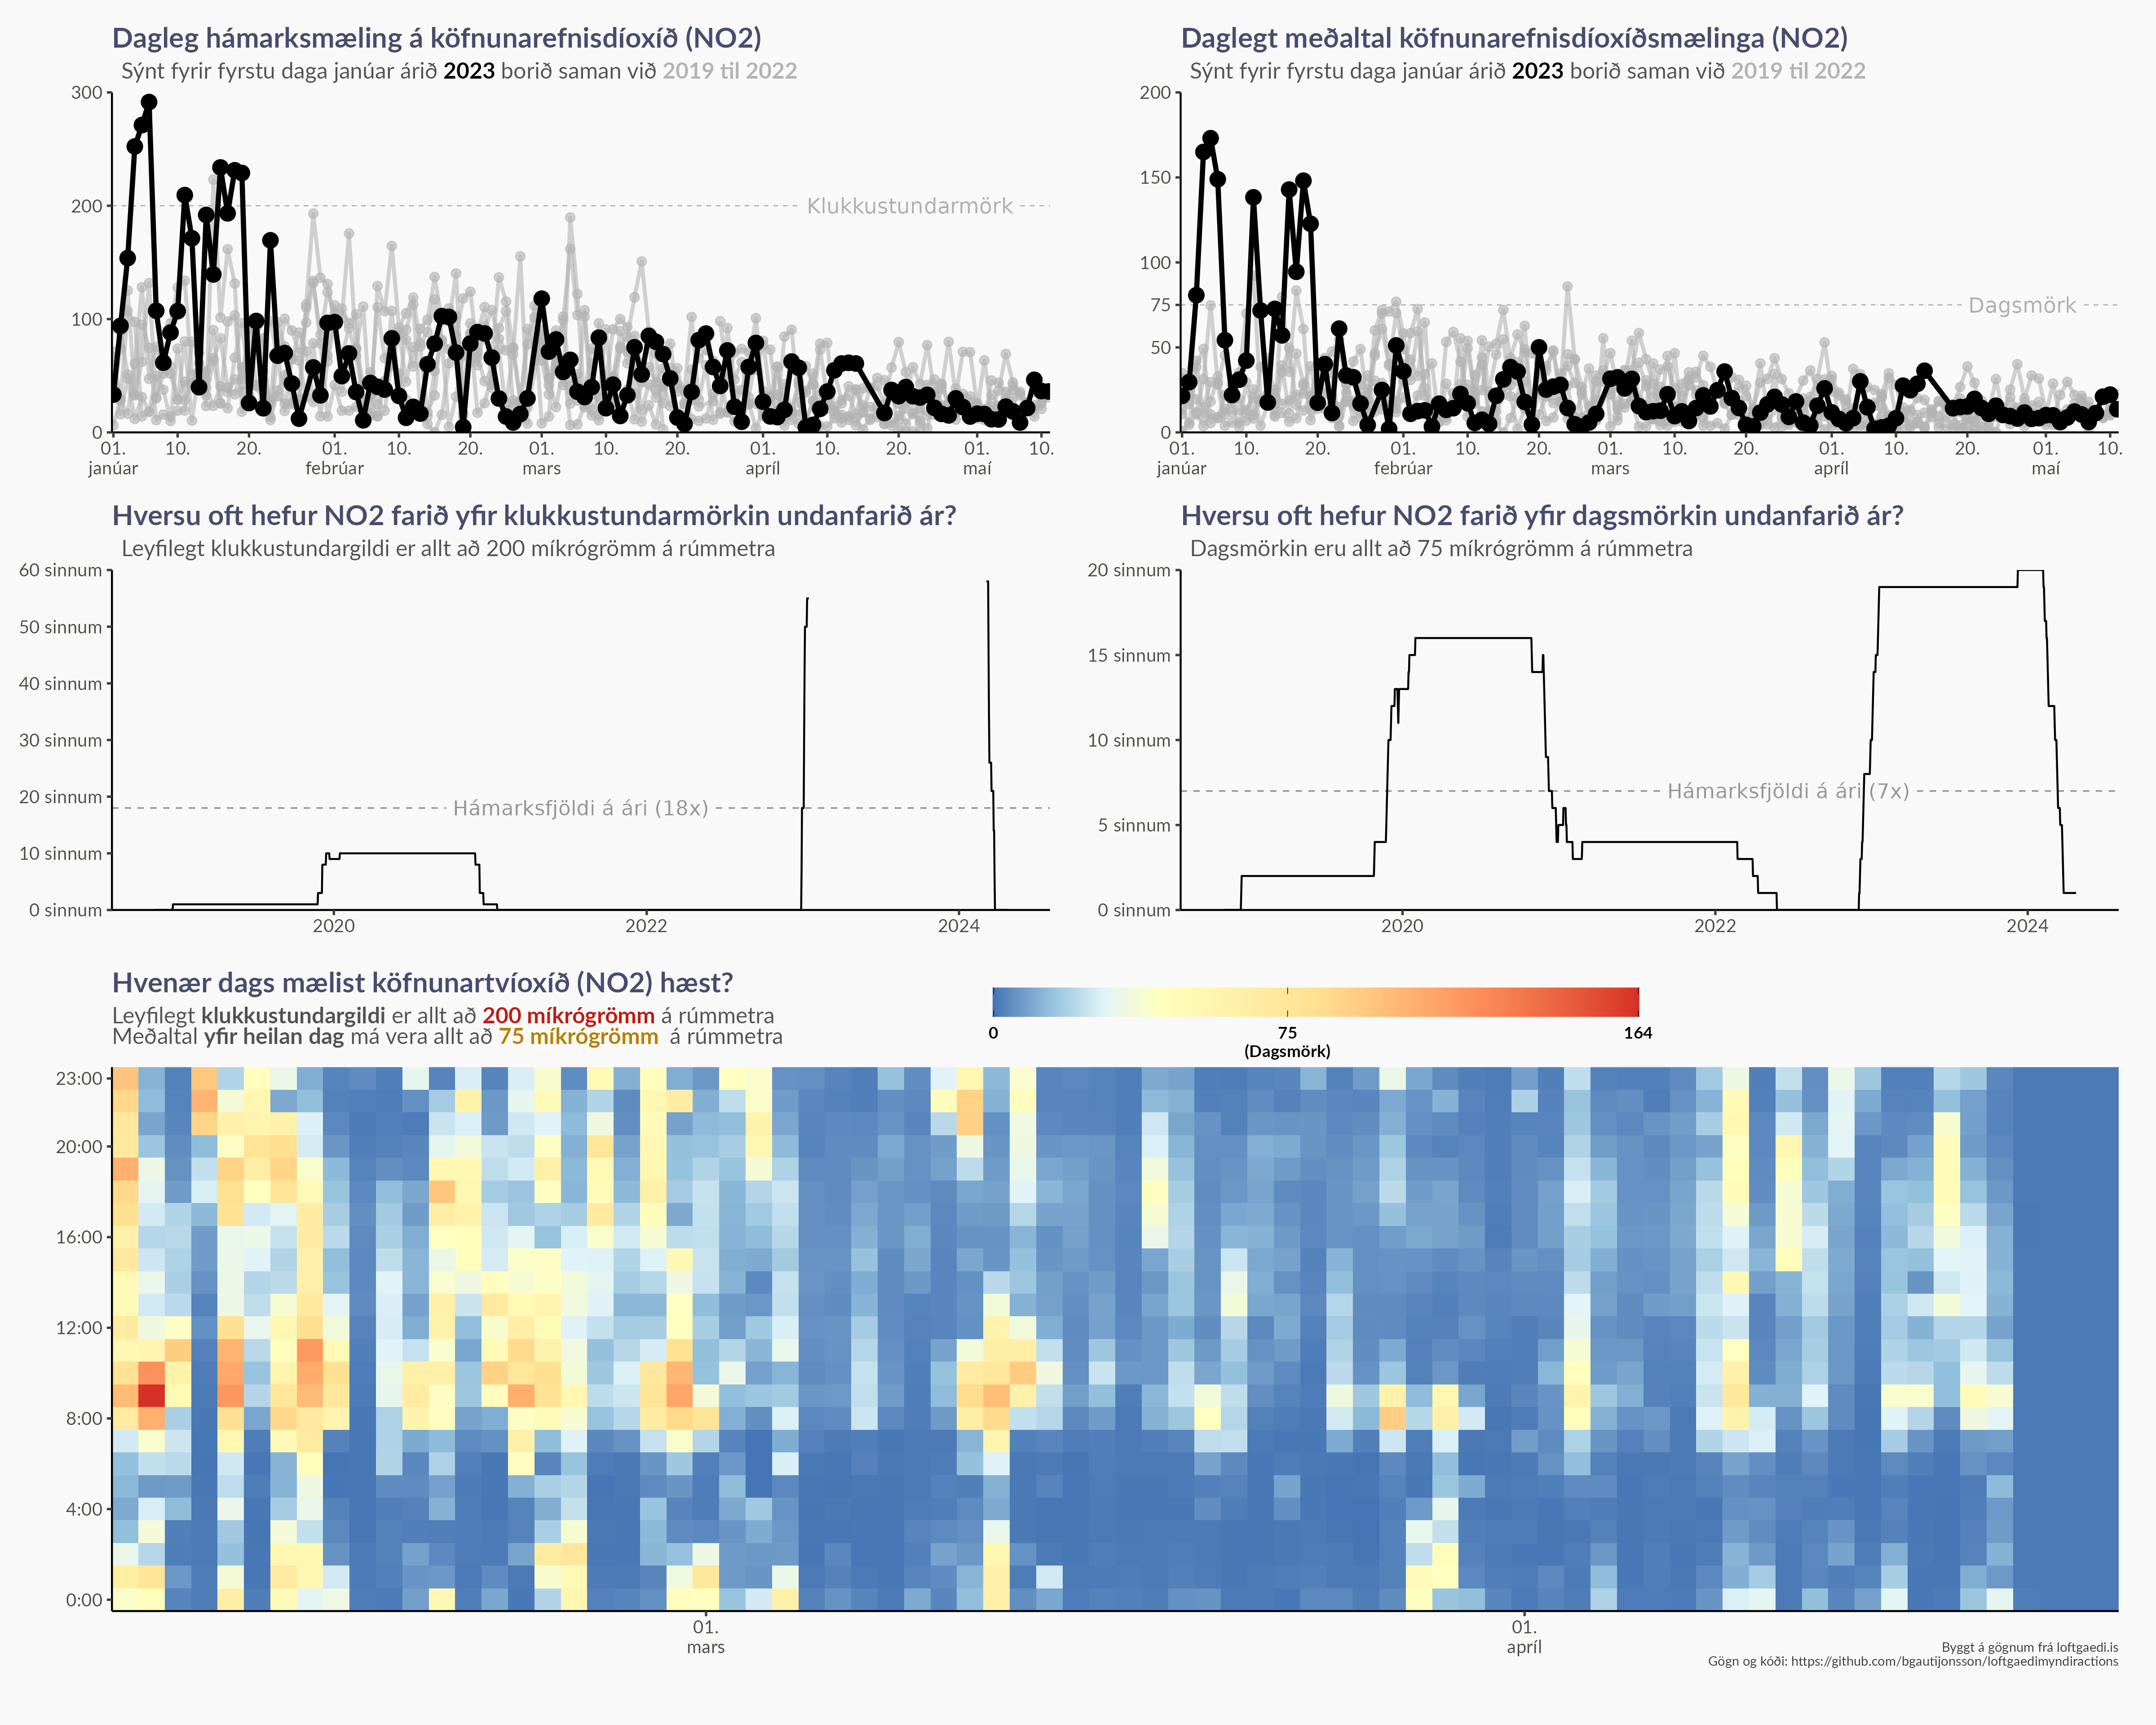 Dagleg hámarksmæling á köfnunarefnisdíoxíð (NO2)
Sýnt fyrir fyrstu daga janúar árið 2023 borið saman við 2019 til 2022
300
200
100
0
Klukkustundarmörk
01. 10. 20. 01. 10. 20. 01. 10. 20. 01. 10. 20. 01. 10.
janúar febrúar mars apríl maí
Daglegt meðaltal köfnunarefnisdíoxíðsmælinga (NO2)
Sýnt fyrir fyrstu daga janúar árið 2023 borið saman við 2019 til 2022
200
150
100
75
50
0
Dagsmörk
01. 10. 20. 01. 10. 20. 01. 10. 20. 01. 10. 20. 01. 10.
janúar febrúar mars apríl maí
Hversu oft hefur NO2 farið yfir klukkustundarmörkin undanfarið ár?
Leyfilegt klukkustundargildi er allt að 200 míkrógrömm á rúmmetra
60 sinnum
50 sinnum
40 sinnum
30 sinnum
20 sinnum
10 sinnum
0 sinnum
Hámarksfjöldi á ári (18x)
2020 2022 2024
Hversu oft hefur NO2 farið yfir dagsmörkin undanfarið ár?
Dagsmörkin eru allt að 75 míkrógrömm á rúmmetra
20 sinnum
15 sinnum
10 sinnum
5 sinnum
0 sinnum
Hámarksfjöldi á ári (7x)
2020 2022 2024
Hvenær dags mælist köfnunartvíoxíð (NO2) hæst?
Leyfilegt klukkustundargildi er allt að 200 míkrógrömm á rúmmetra
Meðaltal yfir heilan dag má vera allt að 75 míkrógrömm á rúmmetra
0 75 164
(Dagsmörk)
23:00
20:00
16:00
12:00
8:00
4:00
0:00
01. 01.
mars apríl
Byggt á gögnum frá loftgaedi.is
Gögn og kóði: https://github.com/bgautijonsson/loftgaedimyndiractions